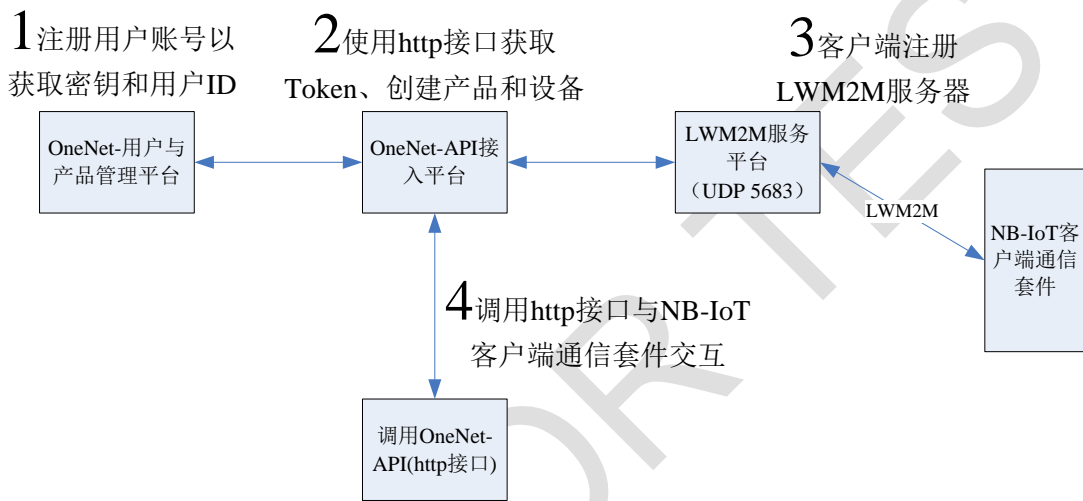 1注册用户账号以
获取密钥和用户ID
2使用http接口获取
Token、创建产品和设备
3客户端注册
LWM2M服务器
OneNet-用户与
产品管理平台
OneNet-API接
入平台
LWM2M服务
平台
（UDP 5683）
LWM2M
NB-IoT客
户端通信
套件
4调用http接口与NB-IoT
客户端通信套件交互
调用OneNet-
API(http接口)
OR TES